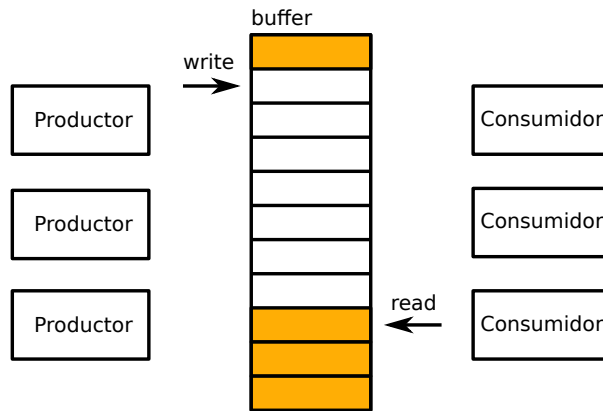 buffer
write
Productor
Consumidor
Productor
Consumidor
read
Productor
Consumidor